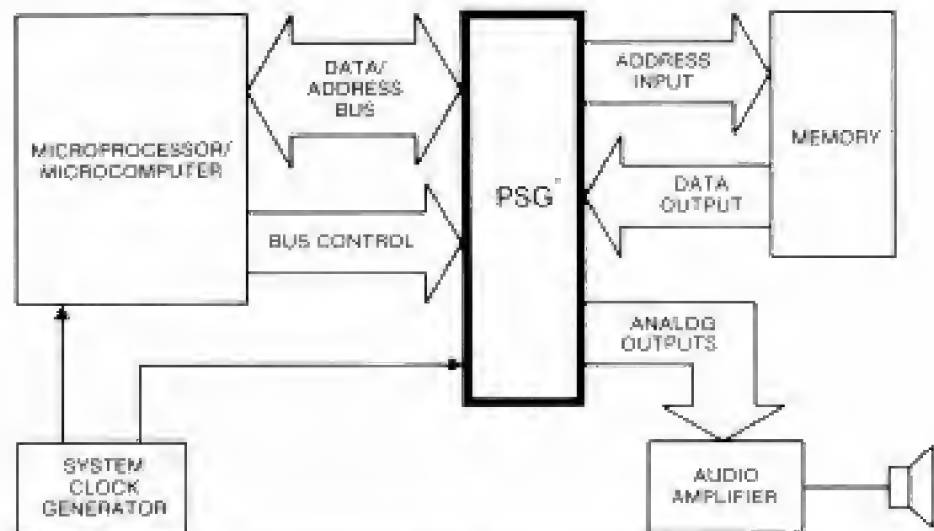 DATA/
ADDRESS
BUS
ADDRESS
INPUT
MICROPROCESSOR/
MICROCOMPUTER
MEMORY
PSG*
DATA
OUTPUT
BUS CONTROL
ANALOG
OUTPUTS
SYSTEM
CLOCK
GENERATOR
AUDIO
AMPLIFIER